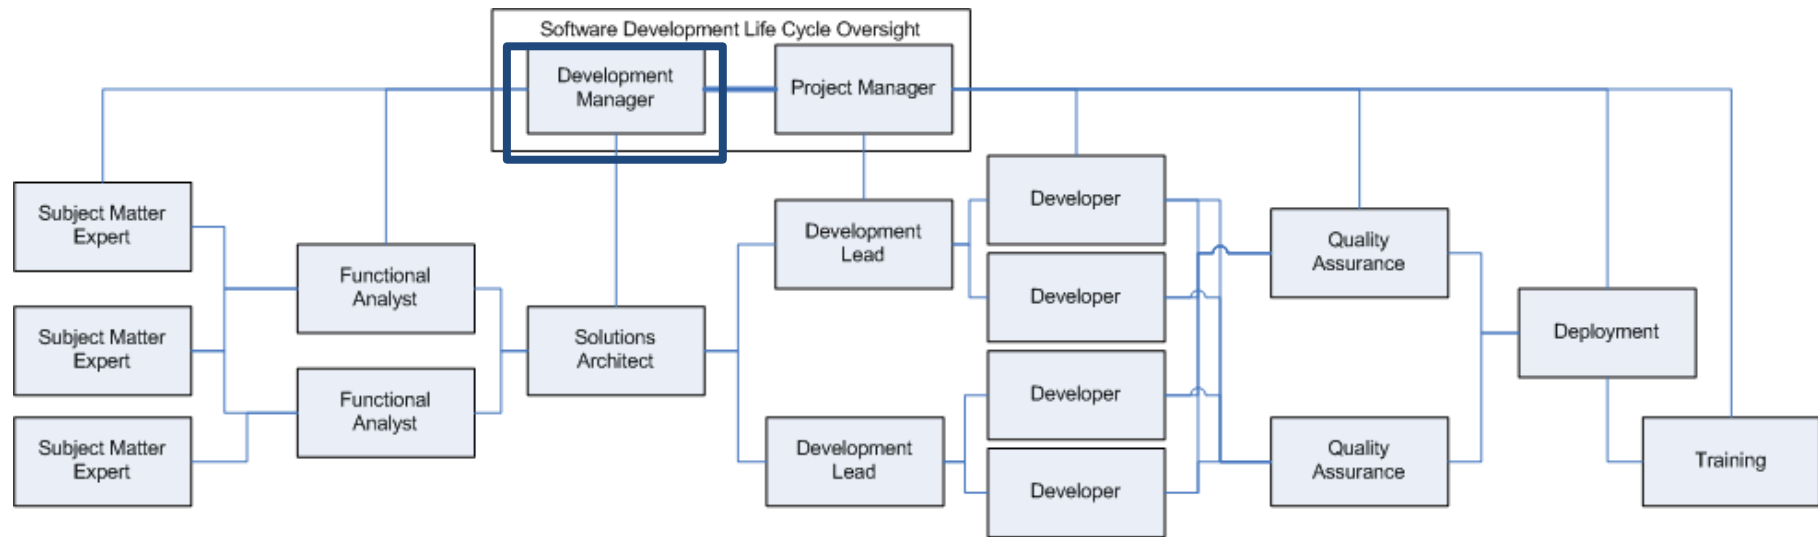 Software Development Life Cycle Oversight
Development
Manager
Project Manager
Subject Matter
Expert
Subject Matter
Expert
Subject Matter
Expert
Functional
Analyst
Functional
Analyst
Solutions
Architect
Development
Lead
Development
Lead
Developer
Developer
Developer
Developer
Quality
Assurance
Quality
Assurance
Deployment
Training